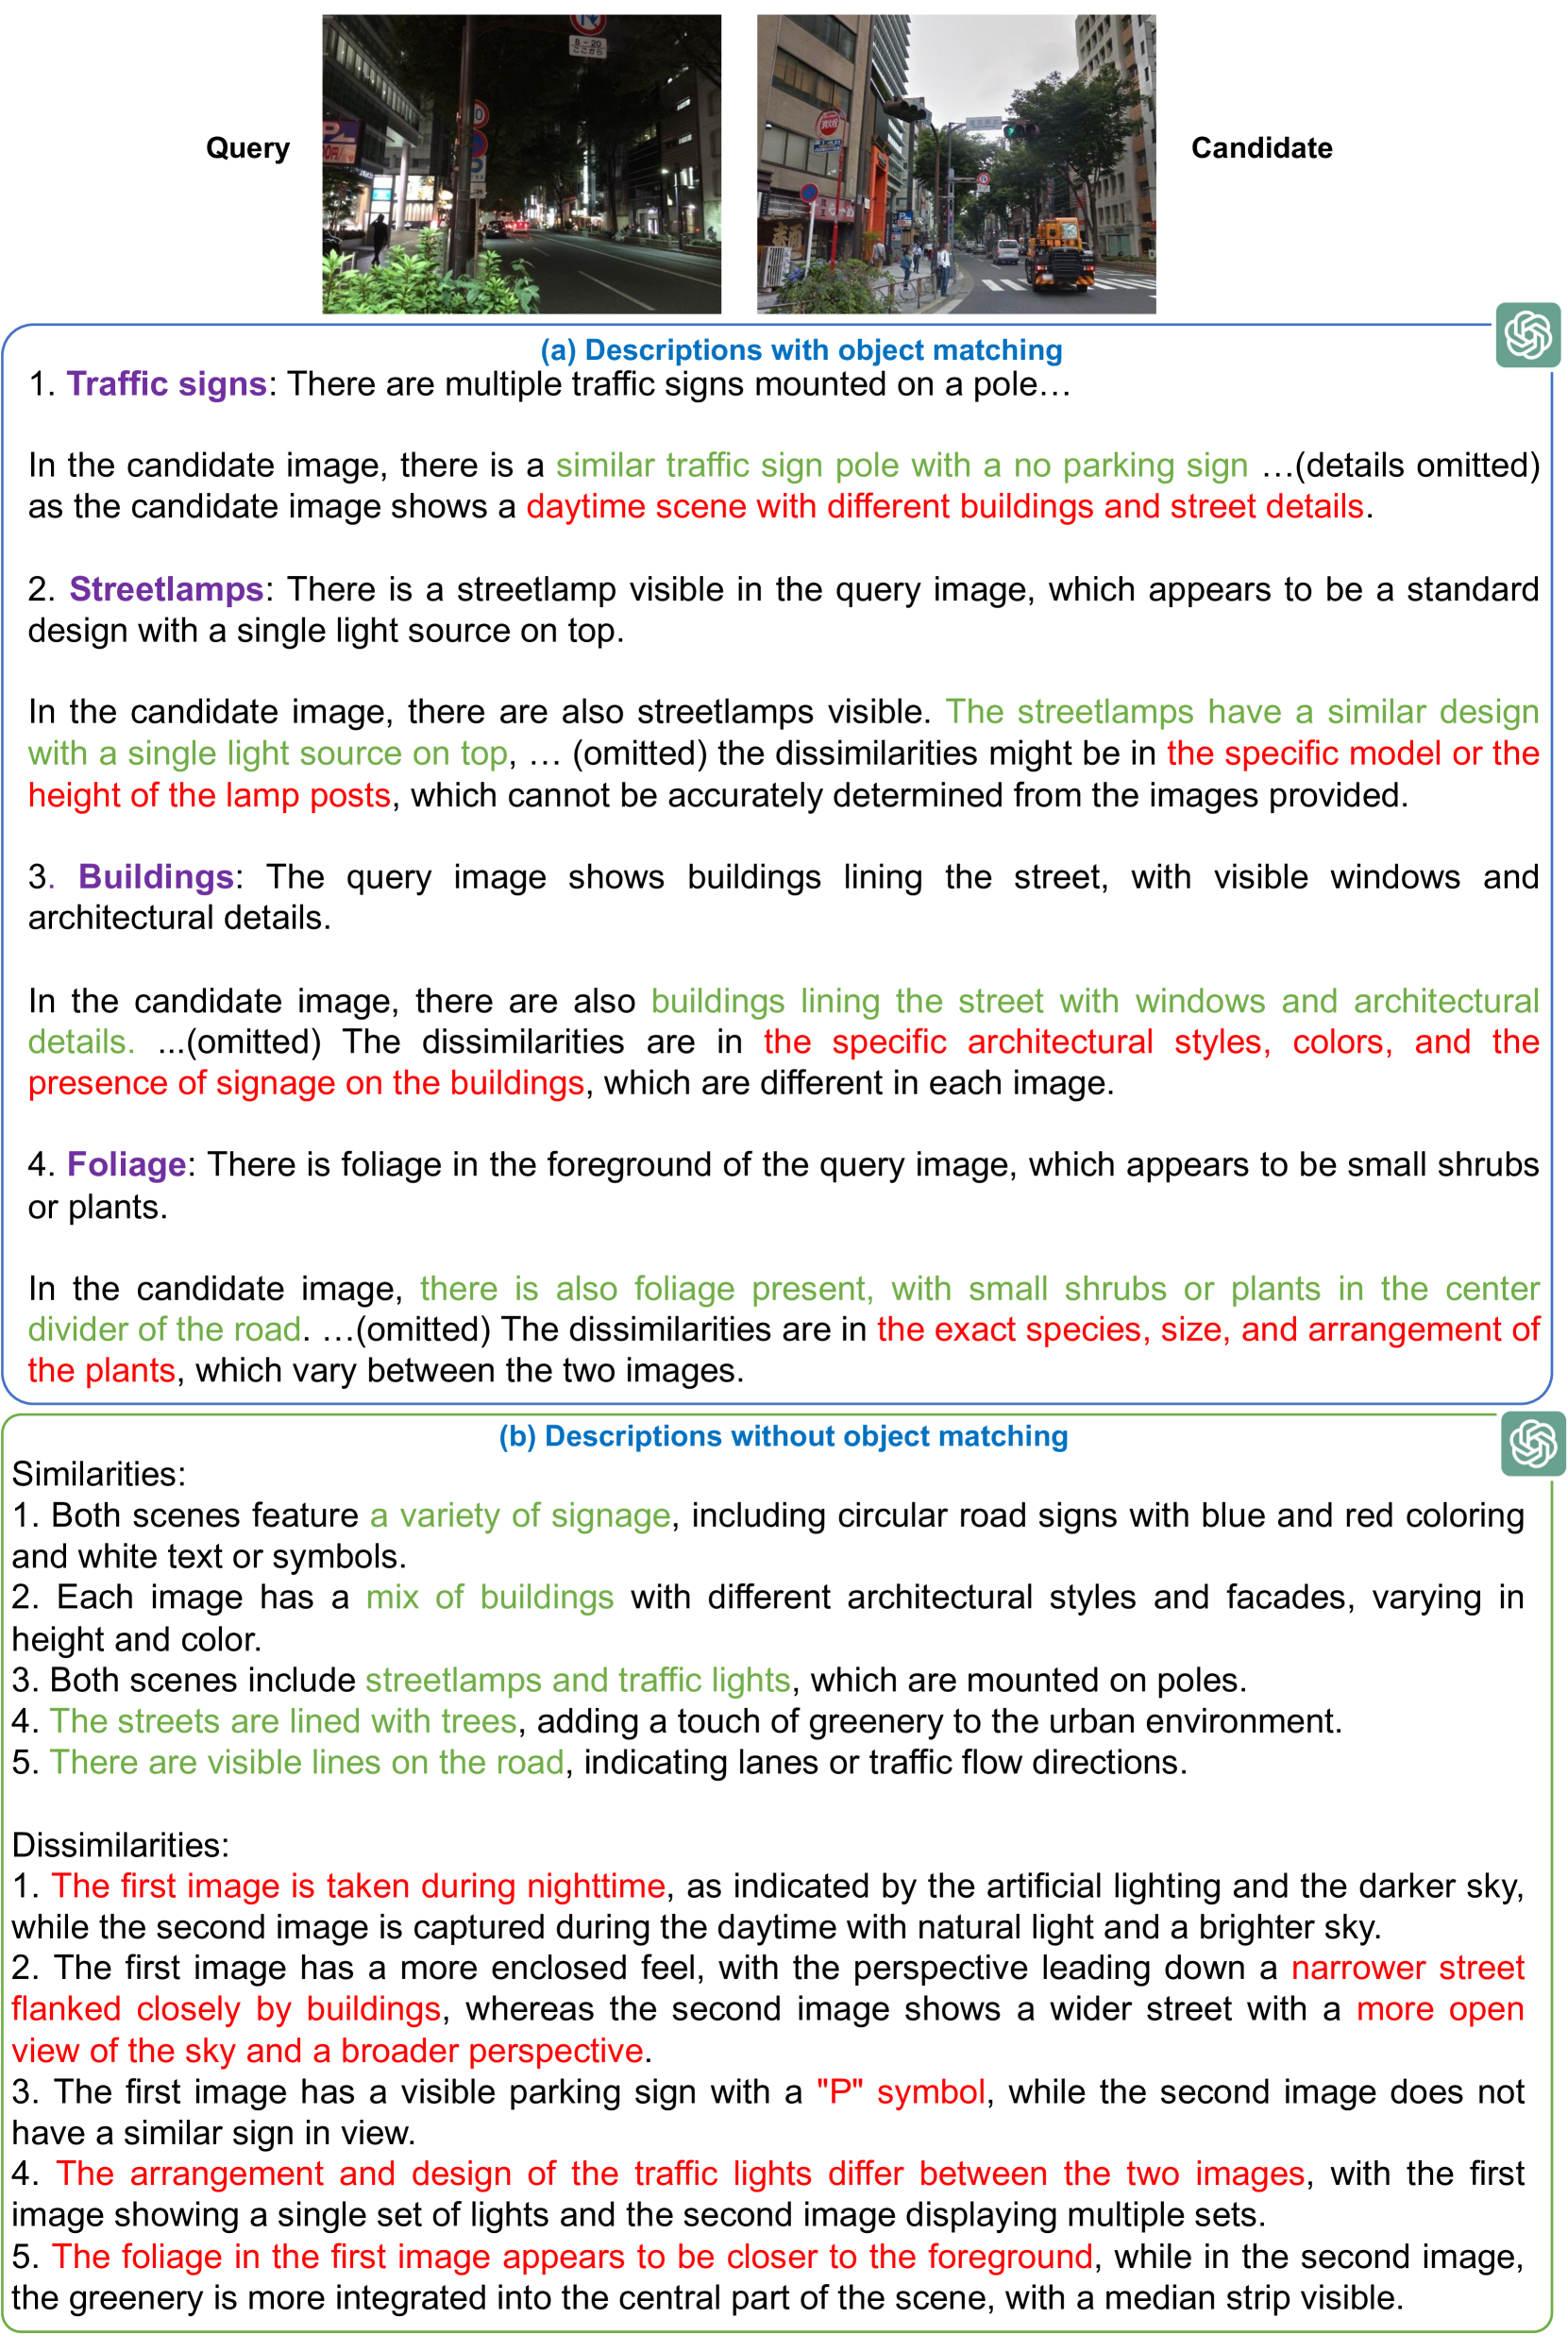 Query
Candidate
8-20
ここから
(a) Descriptions with object matching
1. Traffic signs: There are multiple traffic signs mounted on a pole…
In the candidate image, there is a similar traffic sign pole with a no parking sign …(details omitted)
as the candidate image shows a daytime scene with different buildings and street details.
2. Streetlamps: There is a streetlamp visible in the query image, which appears to be a standard
design with a single light source on top.
In the candidate image, there are also streetlamps visible. The streetlamps have a similar design
with a single light source on top, … (omitted) the dissimilarities might be in the specific model or the
height of the lamp posts, which cannot be accurately determined from the images provided.
3. Buildings: The query image shows buildings lining the street, with visible windows and
architectural details.
In the candidate image, there are also buildings lining the street with windows and architectural
details. ...(omitted) The dissimilarities are in the specific architectural styles, colors, and the
presence of signage on the buildings, which are different in each image.
4. Foliage: There is foliage in the foreground of the query image, which appears to be small shrubs
or plants.
In the candidate image, there is also foliage present, with small shrubs or plants in the center
divider of the road. …(omitted) The dissimilarities are in the exact species, size, and arrangement of
the plants, which vary between the two images.
(b) Descriptions without object matching
Similarities:
1. Both scenes feature a variety of signage, including circular road signs with blue and red coloring
and white text or symbols.
2. Each image has a mix of buildings with different architectural styles and facades, varying in
height and color.
3. Both scenes include streetlamps and traffic lights, which are mounted on poles.
4. The streets are lined with trees, adding a touch of greenery to the urban environment.
5. There are visible lines on the road, indicating lanes or traffic flow directions.
Dissimilarities:
1. The first image is taken during nighttime, as indicated by the artificial lighting and the darker sky,
while the second image is captured during the daytime with natural light and a brighter sky.
2. The first image has a more enclosed feel, with the perspective leading down a narrower street
flanked closely by buildings, whereas the second image shows a wider street with a more open
view of the sky and a broader perspective.
3. The first image has a visible parking sign with a "P" symbol, while the second image does not
have a similar sign in view.
4. The arrangement and design of the traffic lights differ between the two images, with the first
image showing a single set of lights and the second image displaying multiple sets.
5. The foliage in the first image appears to be closer to the foreground, while in the second image,
the greenery is more integrated into the central part of the scene, with a median strip visible.